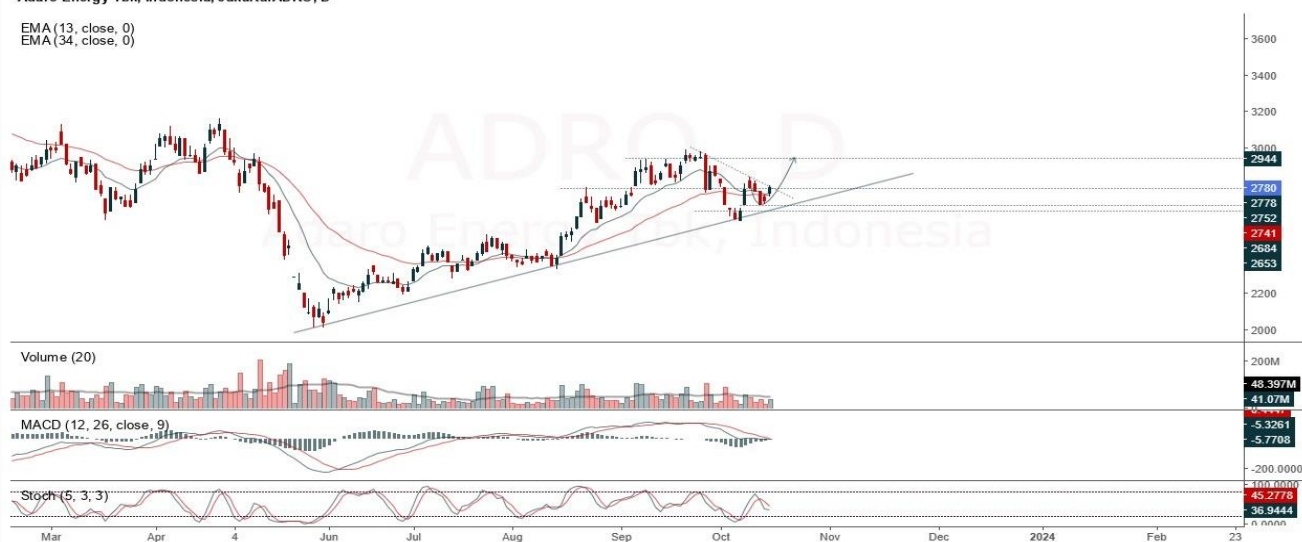 EMA (13, close, 0)
EMA (34, close, 0)
ADRO, D
Adaro Energy Tbk, Indonesia
3600
3400
3200
3000
2944
2780
2778
2752
2741
2684
2653
2200
2000
Volume (20)
200M
48.397M
41.07M
MACD (12, 26, close, 9)
-5.3261
-5.7708
-200.0000
Stoch (5, 3, 3)
100.0000
45.2778
36.9444
0.0000
Mar Apr 4 Jun Jul Aug Sep Oct Nov Dec 2024 Feb 23